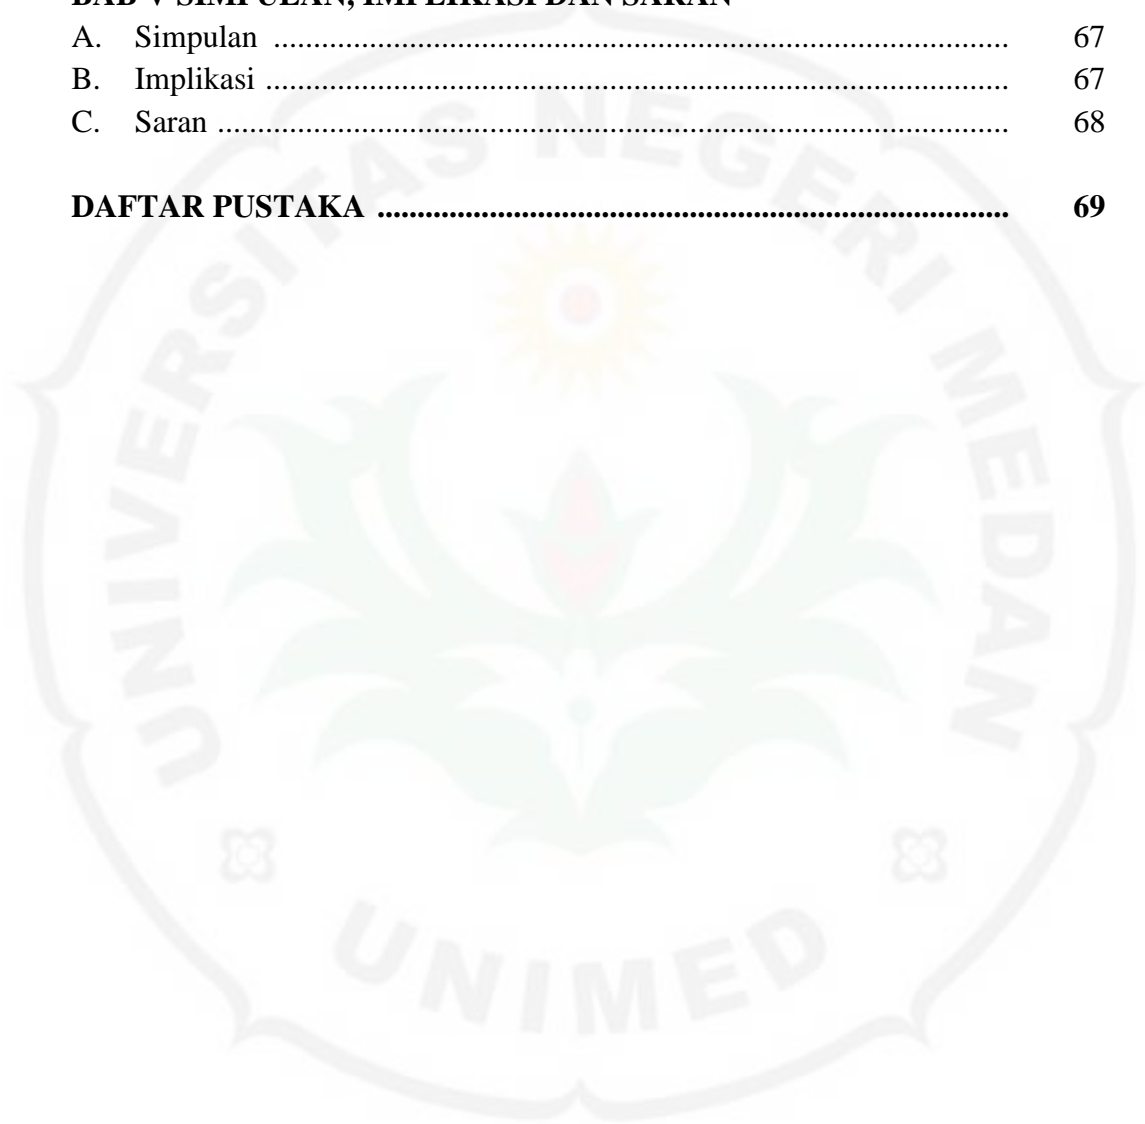 BAB V SIMPULAN, IMPLIKASI DAN SARAN
A. Simpulan ............................................................................................ 67
B. Implikasi ............................................................................................. 67
C. Saran ................................................................................................... 68
DAFTAR PUSTAKA ............................................................................... 69
UNIVERSITAS NEGERI MEDAN
UNIMED